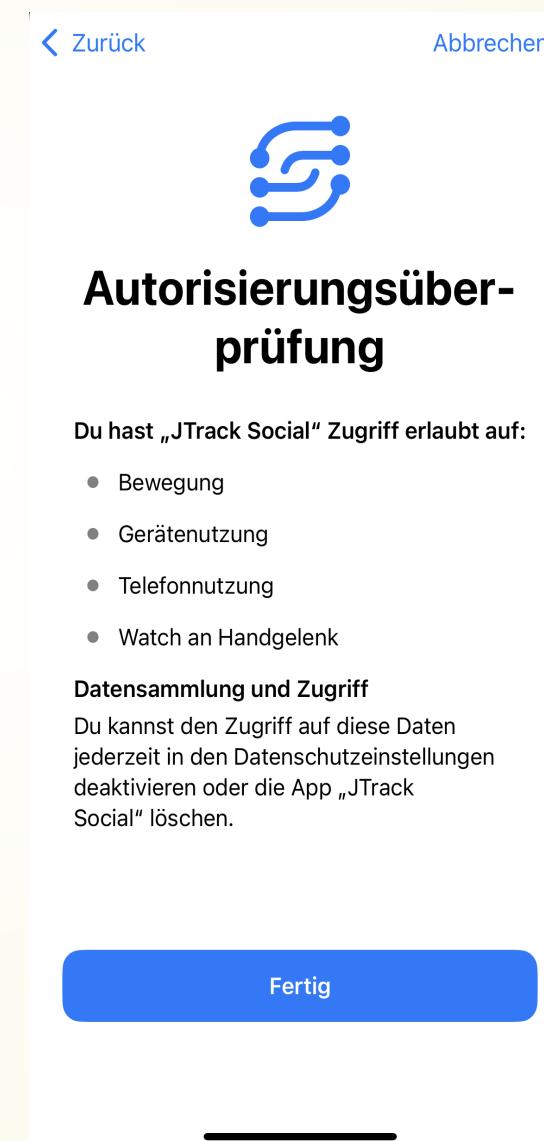 Zurück
Abbrechen
Autorisierungsüber-
prüfung
Du hast „JTrack Social“ Zugriff erlaubt auf:
Bewegung
Gerätenutzung
Telefonnutzung
Watch an Handgelenk
Datensammlung und Zugriff
Du kannst den Zugriff auf diese Daten
jederzeit in den Datenschutzeinstellungen
deaktivieren oder die App „JTrack
Social“ löschen.
Fertig